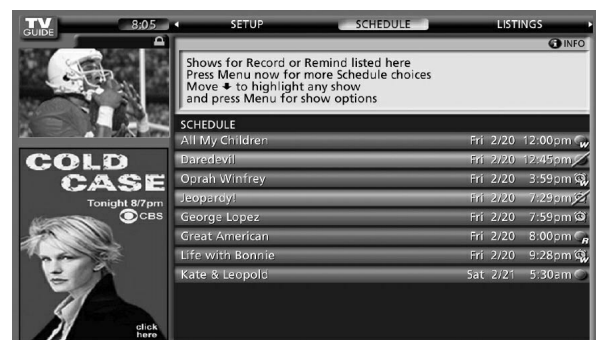 TV GUIDE
8:05 SETUP SCHEDULE LISTINGS
INFO
Shows for Record or Remind listed here
Press Menu now for more Schedule choices
Move to highlight any show
and press Menu for show options
SCHEDULE
All My Children Fri 2/20 12:00pm W
Daredevil Fri 2/20 12:45pm
Oprah Winfrey Fri 2/20 3:59pm W
Jeopardy! Fri 2/20 7:29pm
George Lopez Fri 2/20 7:59pm
Great American Fri 2/20 8:00pm R
Life with Bonnie Fri 2/20 9:28pm W
Kate & Leopold Sat 2/21 5:30am
COLD
CASE
Tonight 8/7pm
CBS
click
here